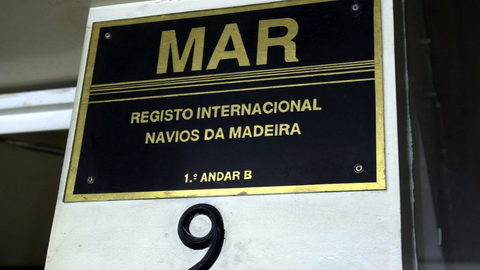 MAR
REGISTO INTERNACIONAL
NAVIOS DA MADEIRA
1.º ANDAR B
9